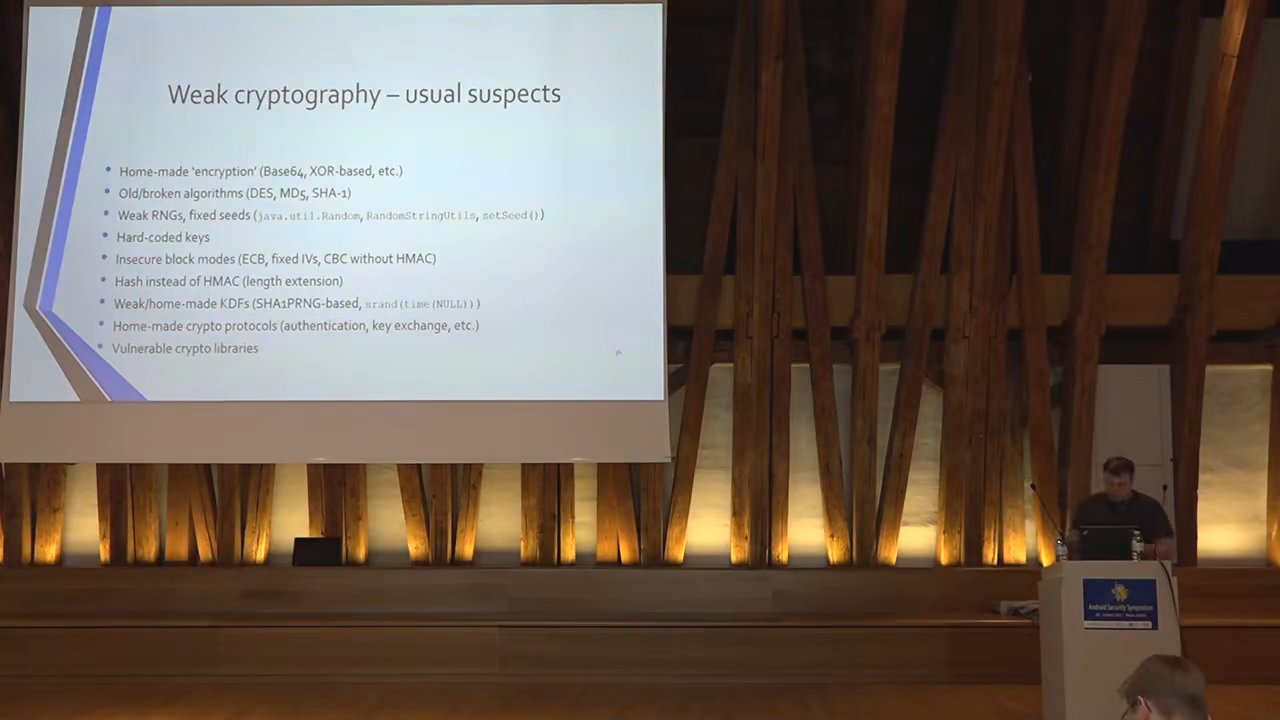 Weak cryptography – usual suspects
• Home-made ‘encryption’ (Base64, XOR-based, etc.)
• Old/broken algorithms (DES, MD5, SHA-1)
• Weak RNGs, fixed seeds (java.util.Random, RandomStringUtils, setSeed())
• Hard-coded keys
• Insecure block modes (ECB, fixed IVs, CBC without HMAC)
• Hash instead of HMAC (length extension)
• Weak/home-made KDFs (SHA1PRNG-based, srand(time(NULL)))
• Home-made crypto protocols (authentication, key exchange, etc.)
• Vulnerable crypto libraries
Android Security Symposium